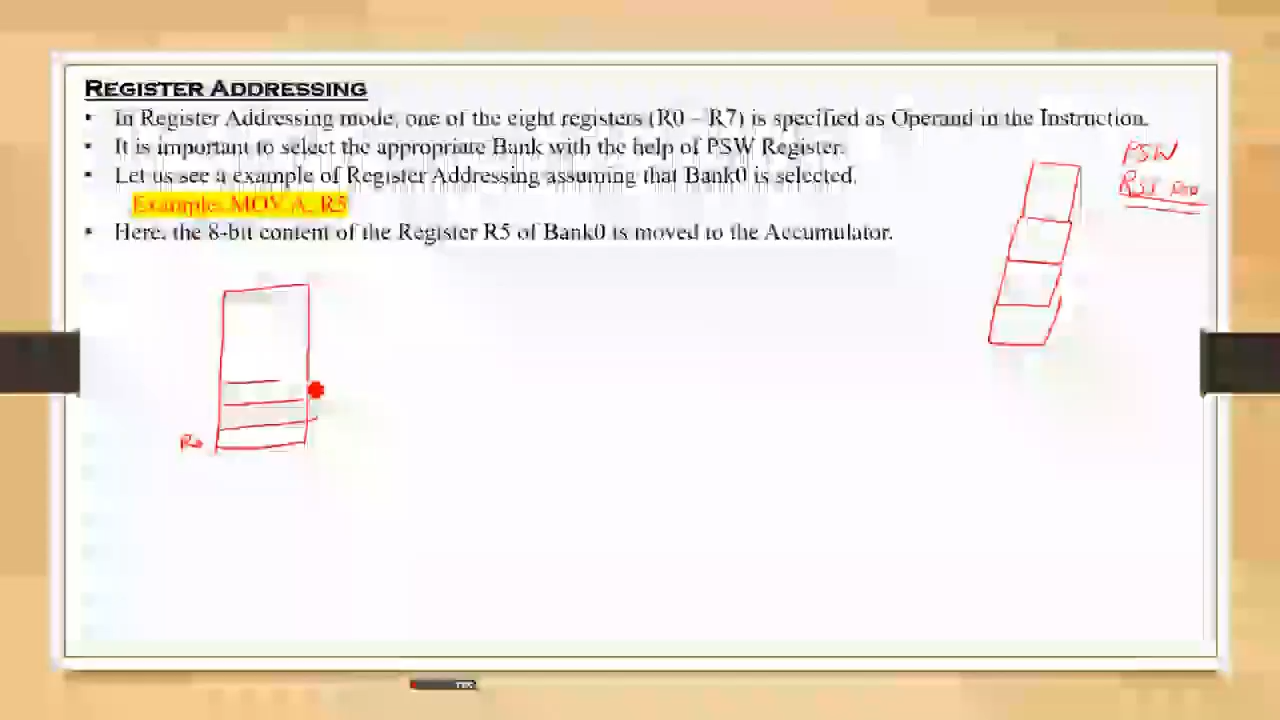 REGISTER ADDRESSING
• In Register Addressing mode, one of the eight registers (R0 – R7) is specified as Operand in the Instruction.
• It is important to select the appropriate Bank with the help of PSW Register.
• Let us see a example of Register Addressing assuming that Bank0 is selected.
Example: MOV A, R5
• Here, the 8-bit content of the Register R5 of Bank0 is moved to the Accumulator.
PSW
RS1 RS0
R0